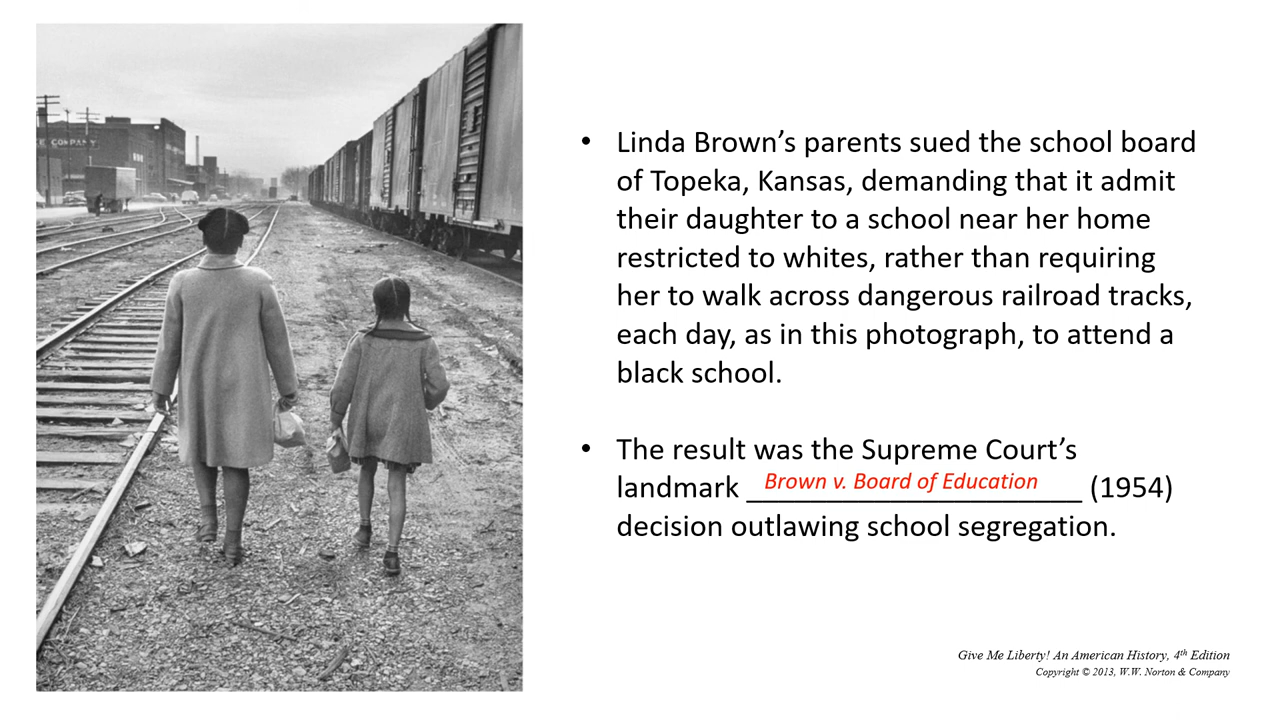 E COMPANY
• Linda Brown’s parents sued the school board
of Topeka, Kansas, demanding that it admit
their daughter to a school near her home
restricted to whites, rather than requiring
her to walk across dangerous railroad tracks,
each day, as in this photograph, to attend a
black school.
• The result was the Supreme Court’s
landmark Brown v. Board of Education (1954)
decision outlawing school segregation.
Give Me Liberty! An American History, 4th Edition
Copyright © 2013, W.W. Norton & Company